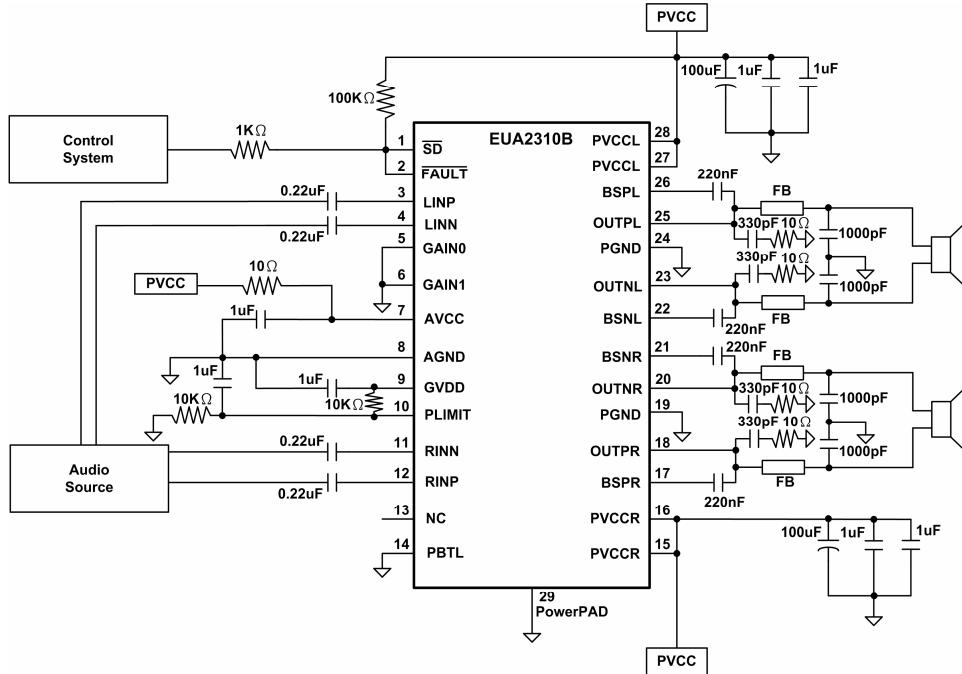 PVCC
100uF 1uF 1uF
100KΩ
Control
System
1KΩ
EUA2310B
1 SD
2 FAULT
3 LINP
4 LINN
5 GAIN0
6 GAIN1
7 AVCC
8 AGND
9 GVDD
10 PLIMIT
11 RINN
12 RINP
13 NC
14 PBTL
28 PVCCL
27 PVCCL
26 BSPL
25 OUTPL
24 PGND
23 OUTNL
22 BSNL
21 BSNR
20 OUTNR
19 PGND
18 OUTPR
17 BSPR
16 PVCCR
15 PVCCR
29
PowerPAD
0.22uF
0.22uF
PVCC
10Ω
1uF
1uF
1uF
10KΩ
10KΩ
Audio
Source
0.22uF
0.22uF
220nF
FB
330pF 10Ω
1000pF
330pF 10Ω
1000pF
FB
220nF
220nF
FB
330pF 10Ω
1000pF
330pF 10Ω
1000pF
FB
220nF
100uF 1uF 1uF
PVCC